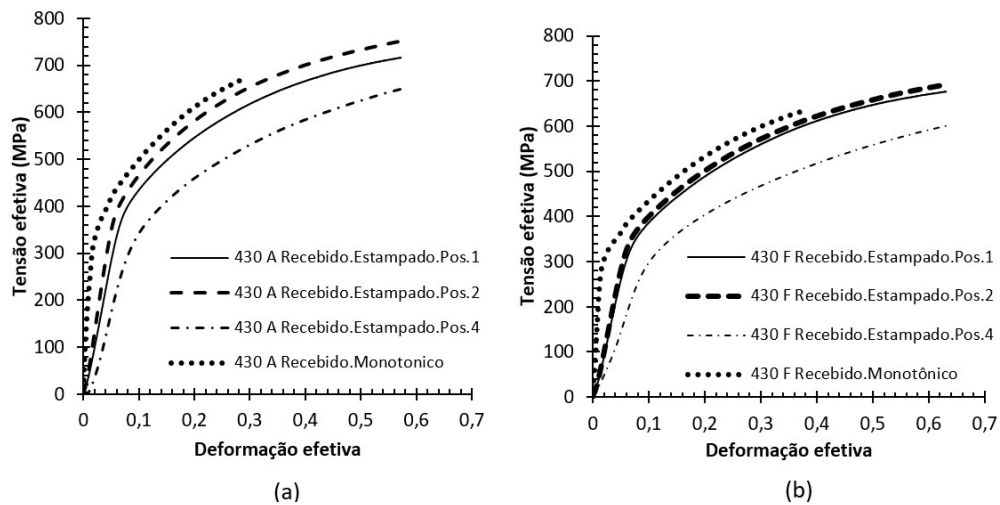 (a)
800
700
600
500
400
300
200
100
0
Tensão efetiva (MPa)
430 A Recebido.Estampado.Pos.1
430 A Recebido.Estampado.Pos.2
430 A Recebido.Estampado.Pos.4
430 A Recebido.Monotonico
0 0,1 0,2 0,3 0,4 0,5 0,6 0,7
Deformação efetiva
(a)
(b)
800
700
600
500
400
300
200
100
0
Tensão efetiva (MPa)
430 F Recebido.Estampado.Pos.1
430 F Recebido.Estampado.Pos.2
430 F Recebido.Estampado.Pos.4
430 F Recebido.Monotônico
0 0,1 0,2 0,3 0,4 0,5 0,6 0,7
Deformação efetiva
(b)